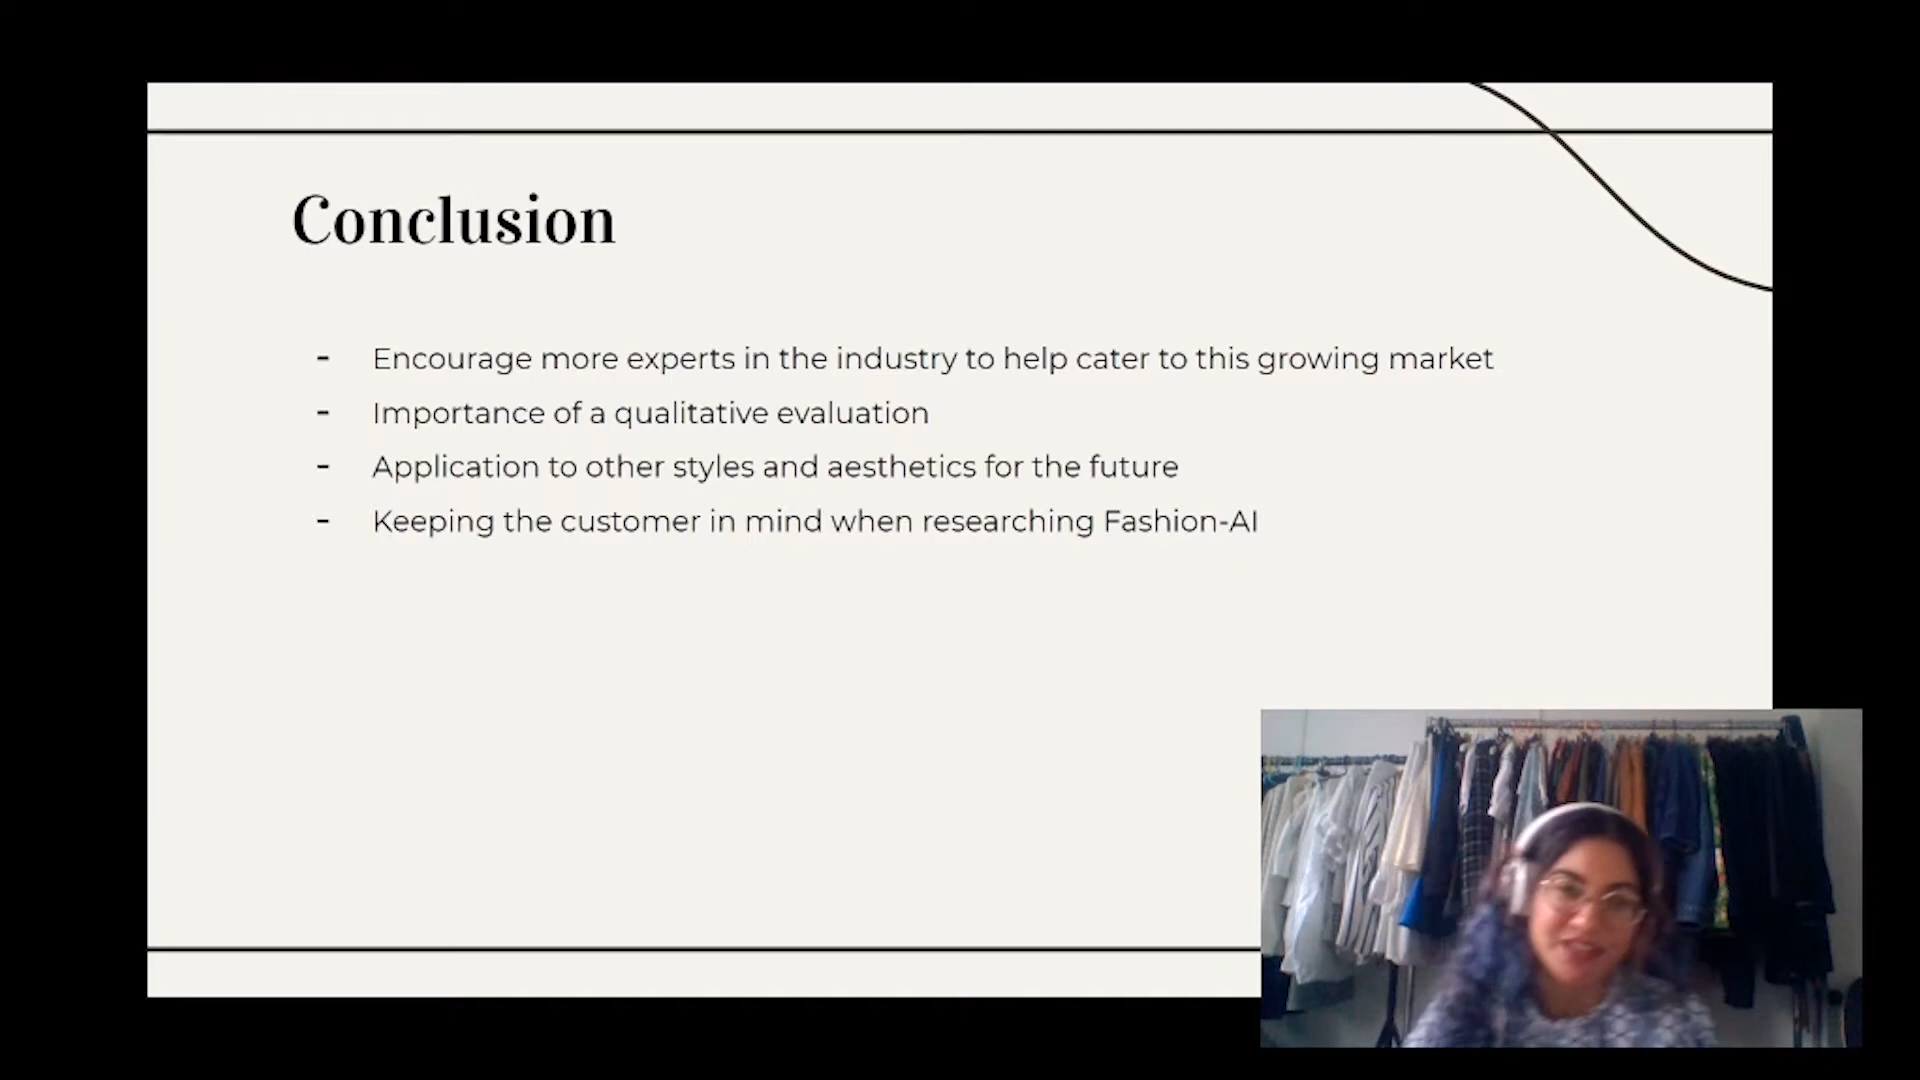 Conclusion
- Encourage more experts in the industry to help cater to this growing market
- Importance of a qualitative evaluation
- Application to other styles and aesthetics for the future
- Keeping the customer in mind when researching Fashion-AI